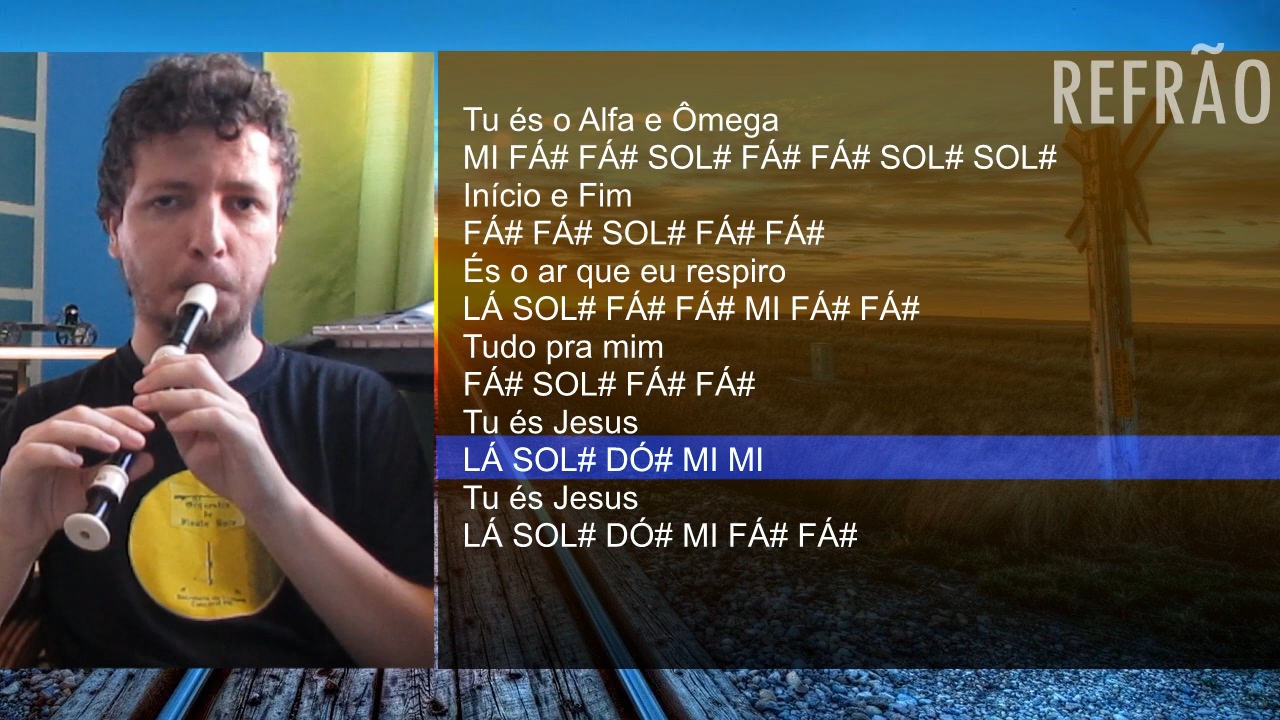 REFRÃO
Tu és o Alfa e Ômega
MI FÁ# FÁ# SOL# FÁ# FÁ# SOL# SOL#
Início e Fim
FÁ# FÁ# SOL# FÁ# FÁ#
És o ar que eu respiro
LÁ SOL# FÁ# FÁ# MI FÁ# FÁ#
Tudo pra mim
FÁ# SOL# FÁ# FÁ#
Tu és Jesus
LÁ SOL# DÓ# MI MI
Tu és Jesus
LÁ SOL# DÓ# MI FÁ# FÁ#